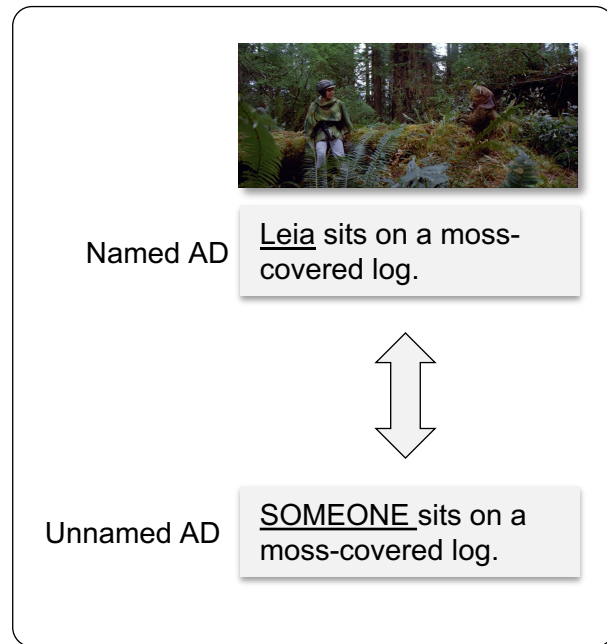 Named AD
Leia sits on a moss-
covered log.
Unnamed AD
SOMEONE sits on a
moss-covered log.